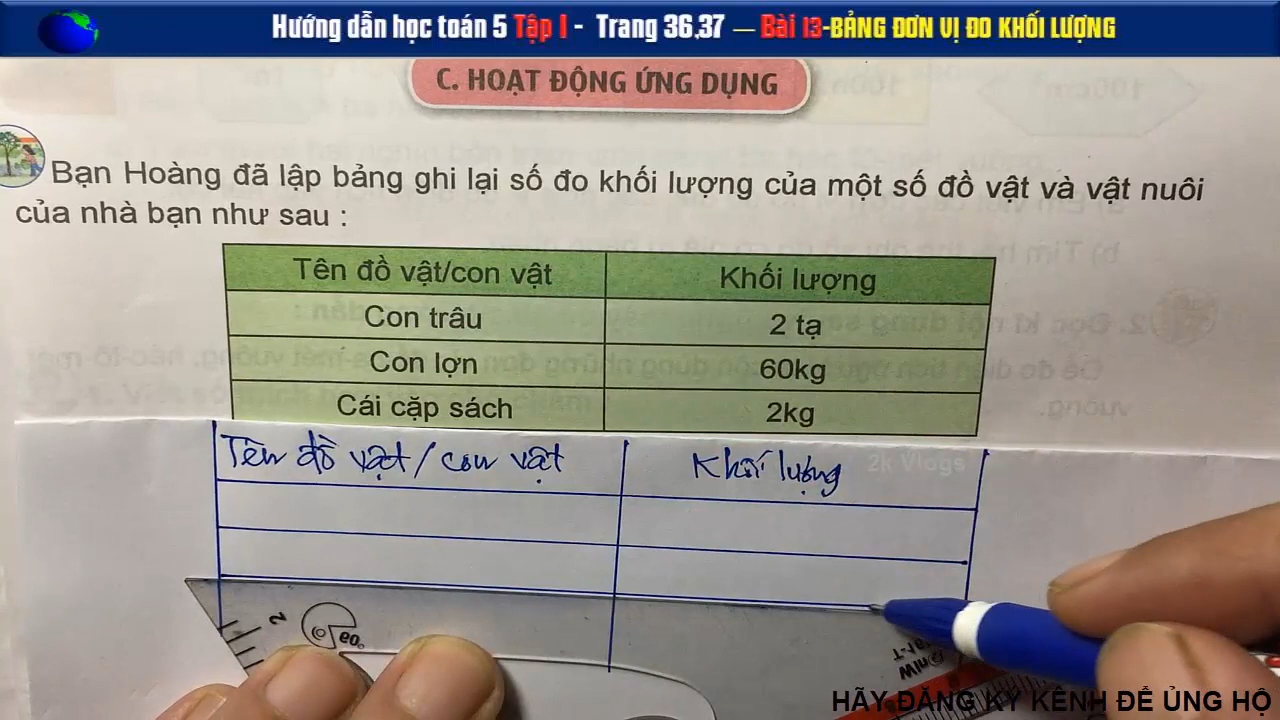 Hướng dẫn học toán 5 Tập I - Trang 36,37 – Bài 13-BẢNG ĐƠN VỊ ĐO KHỐI LƯỢNG
C. HOẠT ĐỘNG ỨNG DỤNG
Bạn Hoàng đã lập bảng ghi lại số đo khối lượng của một số đồ vật và vật nuôi
của nhà bạn như sau :
Tên đồ vật/con vật Khối lượng
Con trâu 2 tạ
Con lợn 60kg
Cái cặp sách 2kg
Tên đồ vật / con vật Khối lượng
2k Vlogs
2
eo.
HÃY ĐĂNG KÝ KÊNH ĐỂ ỦNG HỘ